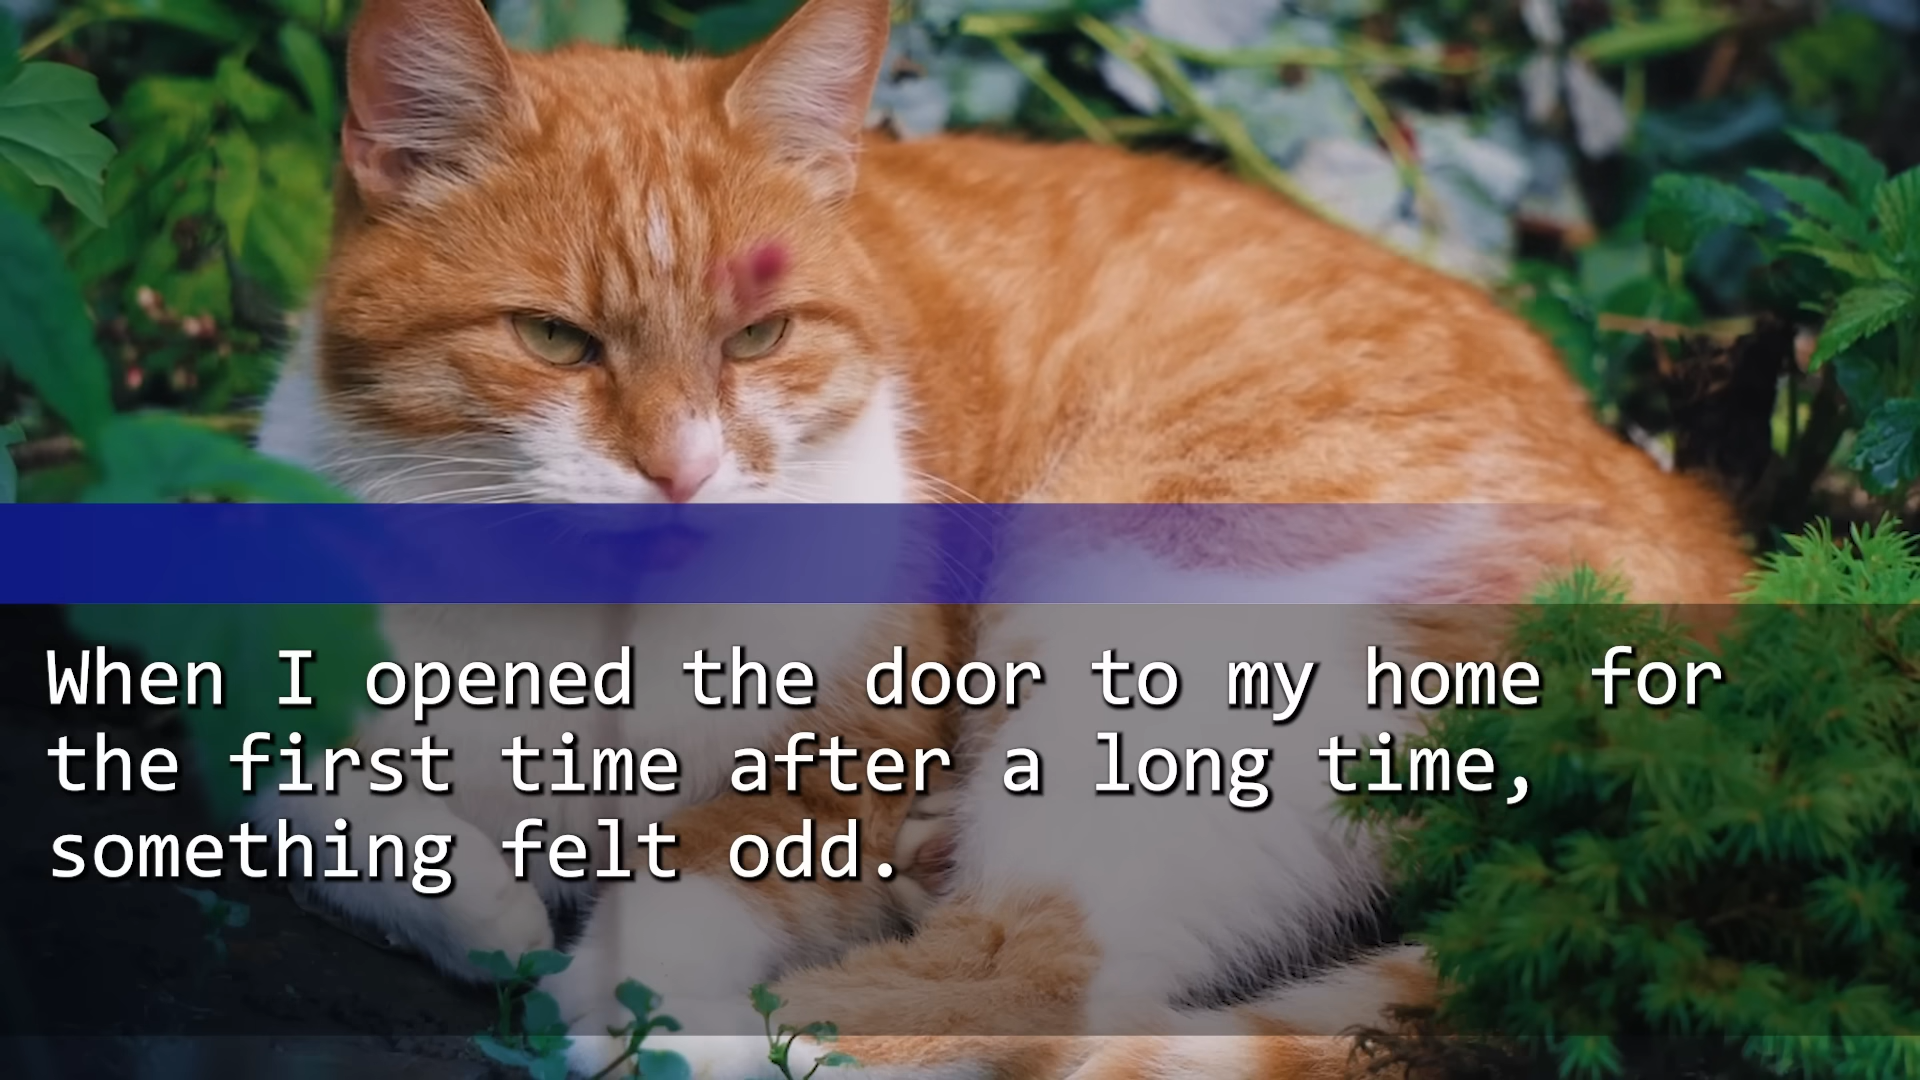 When I opened the door to my home for
the first time after a long time,
something felt odd.